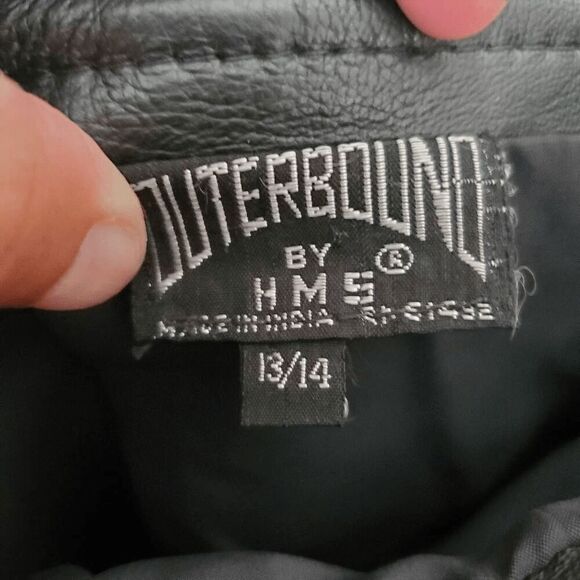 OUTERBOUND
BY
HMS®
MADE IN INDIA
13/14